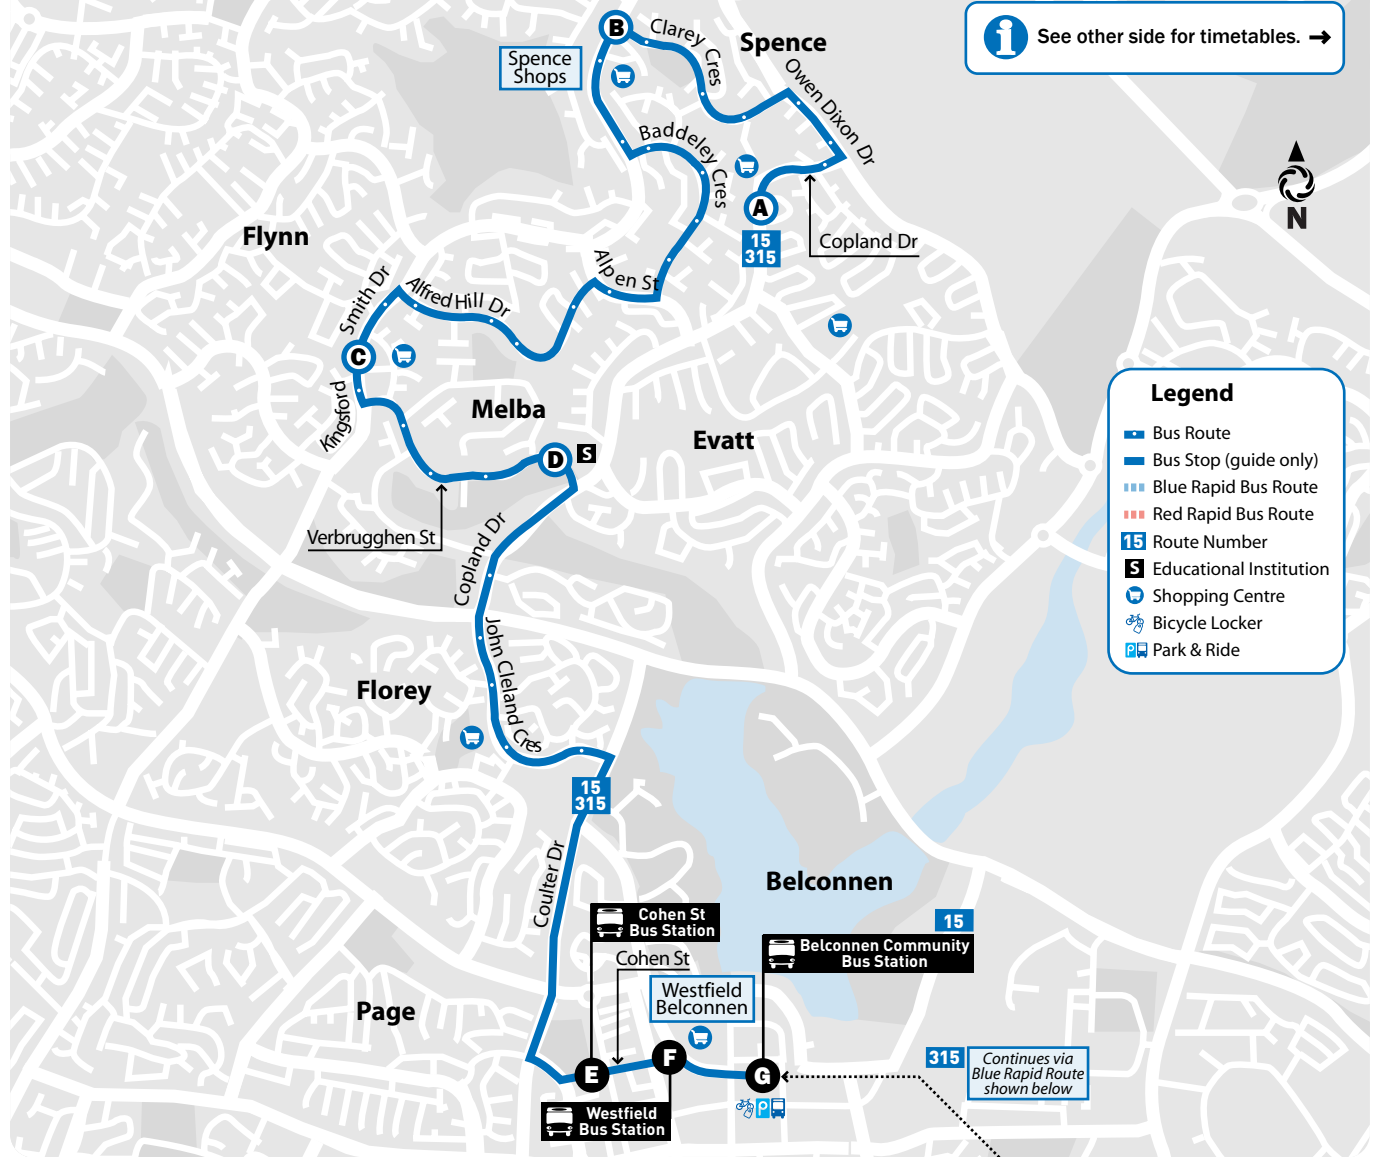 B
Clarey Cres
Spence
See other side for timetables.
Spence
Shops
Owen Dixon Dr
Baddeley Cres
A
N
15
315
Copland Dr
Flynn
Alpen St
Smith Dr
Alfred Hill Dr
C
Kingsford
Melba
Evatt
D
S
Verbrugghen St
Copland Dr
Legend
Bus Route
Bus Stop (guide only)
Blue Rapid Bus Route
Red Rapid Bus Route
15 Route Number
S Educational Institution
Shopping Centre
Bicycle Locker
P Park & Ride
John Cleland Cres
Florey
15
315
Coulter Dr
Belconnen
Cohen St
Bus Station
15
Belconnen Community
Bus Station
Cohen St
Westfield
Belconnen
Page
E
F
G
315
Continues via
Blue Rapid Route
shown below
P
Westfield
Bus Station